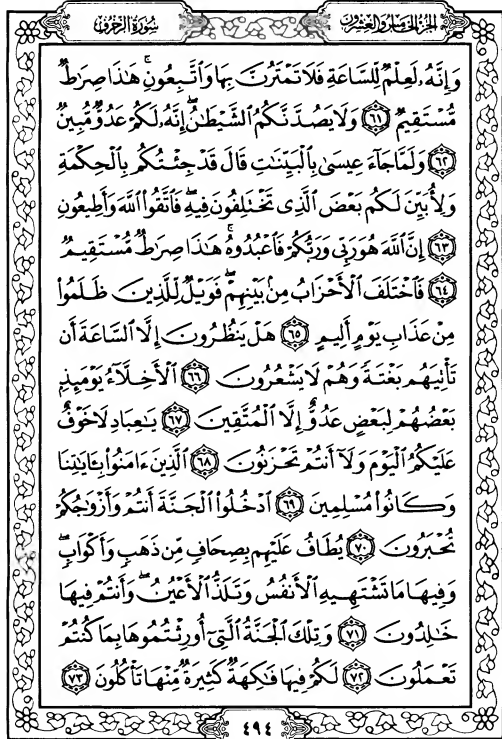 الجزء الخامس والعشرون
سورة الزخرف
وَإِنَّهُۥ لَعِلْمٌ لِّلسَّاعَةِ فَلَا تَمْتَرُنَّ بِهَا وَٱتَّبِعُونِ ۚ هَٰذَا صِرَٰطٌ
مُّسْتَقِيمٌ ٦١ وَلَا يَصُدَّنَّكُمُ ٱلشَّيْطَٰنُ ۖ إِنَّهُۥ لَكُمْ عَدُوٌّ مُّبِينٌ
٦٢ وَلَمَّا جَآءَ عِيسَىٰ بِٱلْبَيِّنَٰتِ قَالَ قَدْ جِئْتُكُم بِٱلْحِكْمَةِ
وَلِأُبَيِّنَ لَكُم بَعْضَ ٱلَّذِى تَخْتَلِفُونَ فِيهِ ۖ فَٱتَّقُوا۟ ٱللَّهَ وَأَطِيعُونِ
٦٣ إِنَّ ٱللَّهَ هُوَ رَبِّى وَرَبُّكُمْ فَٱعْبُدُوهُ ۚ هَٰذَا صِرَٰطٌ مُّسْتَقِيمٌ
٦٤ فَٱخْتَلَفَ ٱلْأَحْزَابُ مِنۢ بَيْنِهِمْ ۖ فَوَيْلٌ لِّلَّذِينَ ظَلَمُوا۟
مِنْ عَذَابِ يَوْمٍ أَلِيمٍ ٦٥ هَلْ يَنظُرُونَ إِلَّا ٱلسَّاعَةَ أَن
تَأْتِيَهُم بَغْتَةً وَهُمْ لَا يَشْعُرُونَ ٦٦ ٱلْأَخِلَّآءُ يَوْمَئِذٍۭ
بَعْضُهُمْ لِبَعْضٍ عَدُوٌّ إِلَّا ٱلْمُتَّقِينَ ٦٧ يَٰعِبَادِ لَا خَوْفٌ
عَلَيْكُمُ ٱلْيَوْمَ وَلَآ أَنتُمْ تَحْزَنُونَ ٦٨ ٱلَّذِينَ ءَامَنُوا۟ بِـَٔايَٰتِنَا
وَكَانُوا۟ مُسْلِمِينَ ٦٩ ٱدْخُلُوا۟ ٱلْجَنَّةَ أَنتُمْ وَأَزْوَٰجُكُمْ
تُحْبَرُونَ ٧٠ يُطَافُ عَلَيْهِم بِصِحَافٍ مِّن ذَهَبٍ وَأَكْوَابٍ ۖ
وَفِيهَا مَا تَشْتَهِيهِ ٱلْأَنفُسُ وَتَلَذُّ ٱلْأَعْيُنُ ۖ وَأَنتُمْ فِيهَا
خَٰلِدُونَ ٧١ وَتِلْكَ ٱلْجَنَّةُ ٱلَّتِىٓ أُورِثْتُمُوهَا بِمَا كُنتُمْ
تَعْمَلُونَ ٧٢ لَكُمْ فِيهَا فَٰكِهَةٌ كَثِيرَةٌ مِّنْهَا تَأْكُلُونَ ٧٣
٤٩٤